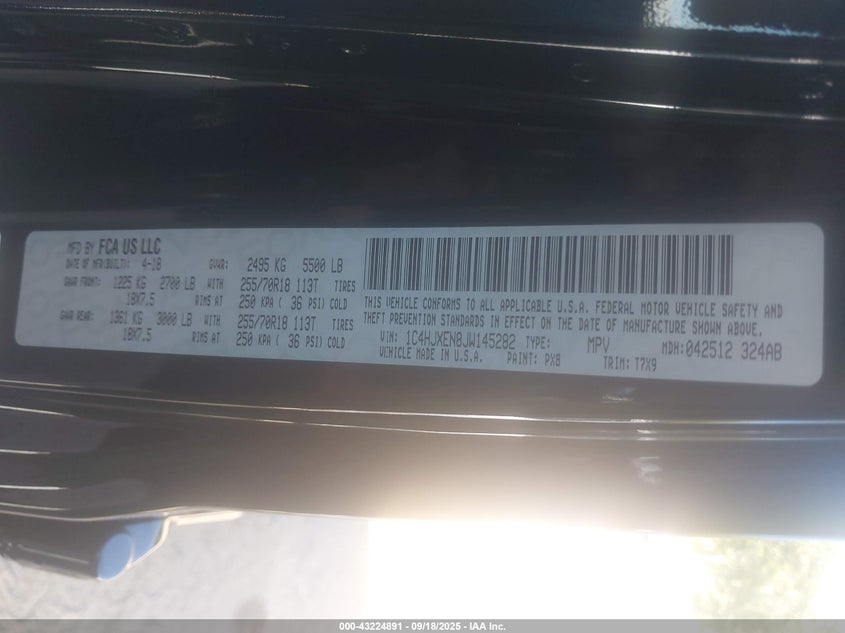 MFD BY FCA US LLC
DATE OF MFR(BUILT): 4-18 GVWR: 2495 KG 5500 LB
GAWR FRONT: 1225 KG 2700 LB WITH 255/70R18 113T TIRES
18X7.5 RIMS AT 250 KPA ( 36 PSI) COLD
GAWR REAR: 1361 KG 3000 LB WITH 255/70R18 113T TIRES
18X7.5 RIMS AT 250 KPA ( 36 PSI) COLD
THIS VEHICLE CONFORMS TO ALL APPLICABLE U.S.A. FEDERAL MOTOR VEHICLE SAFETY AND
THEFT PREVENTION STANDARDS IN EFFECT ON THE DATE OF MANUFACTURE SHOWN ABOVE.
VIN: 1C4HJXEN8JW145282 TYPE: MPV MDH: 042512 324AB
VEHICLE MADE IN U.S.A. PAINT: PX8 TRIM: T7X9
000-43224891 - 09/18/2025 - IAA Inc.